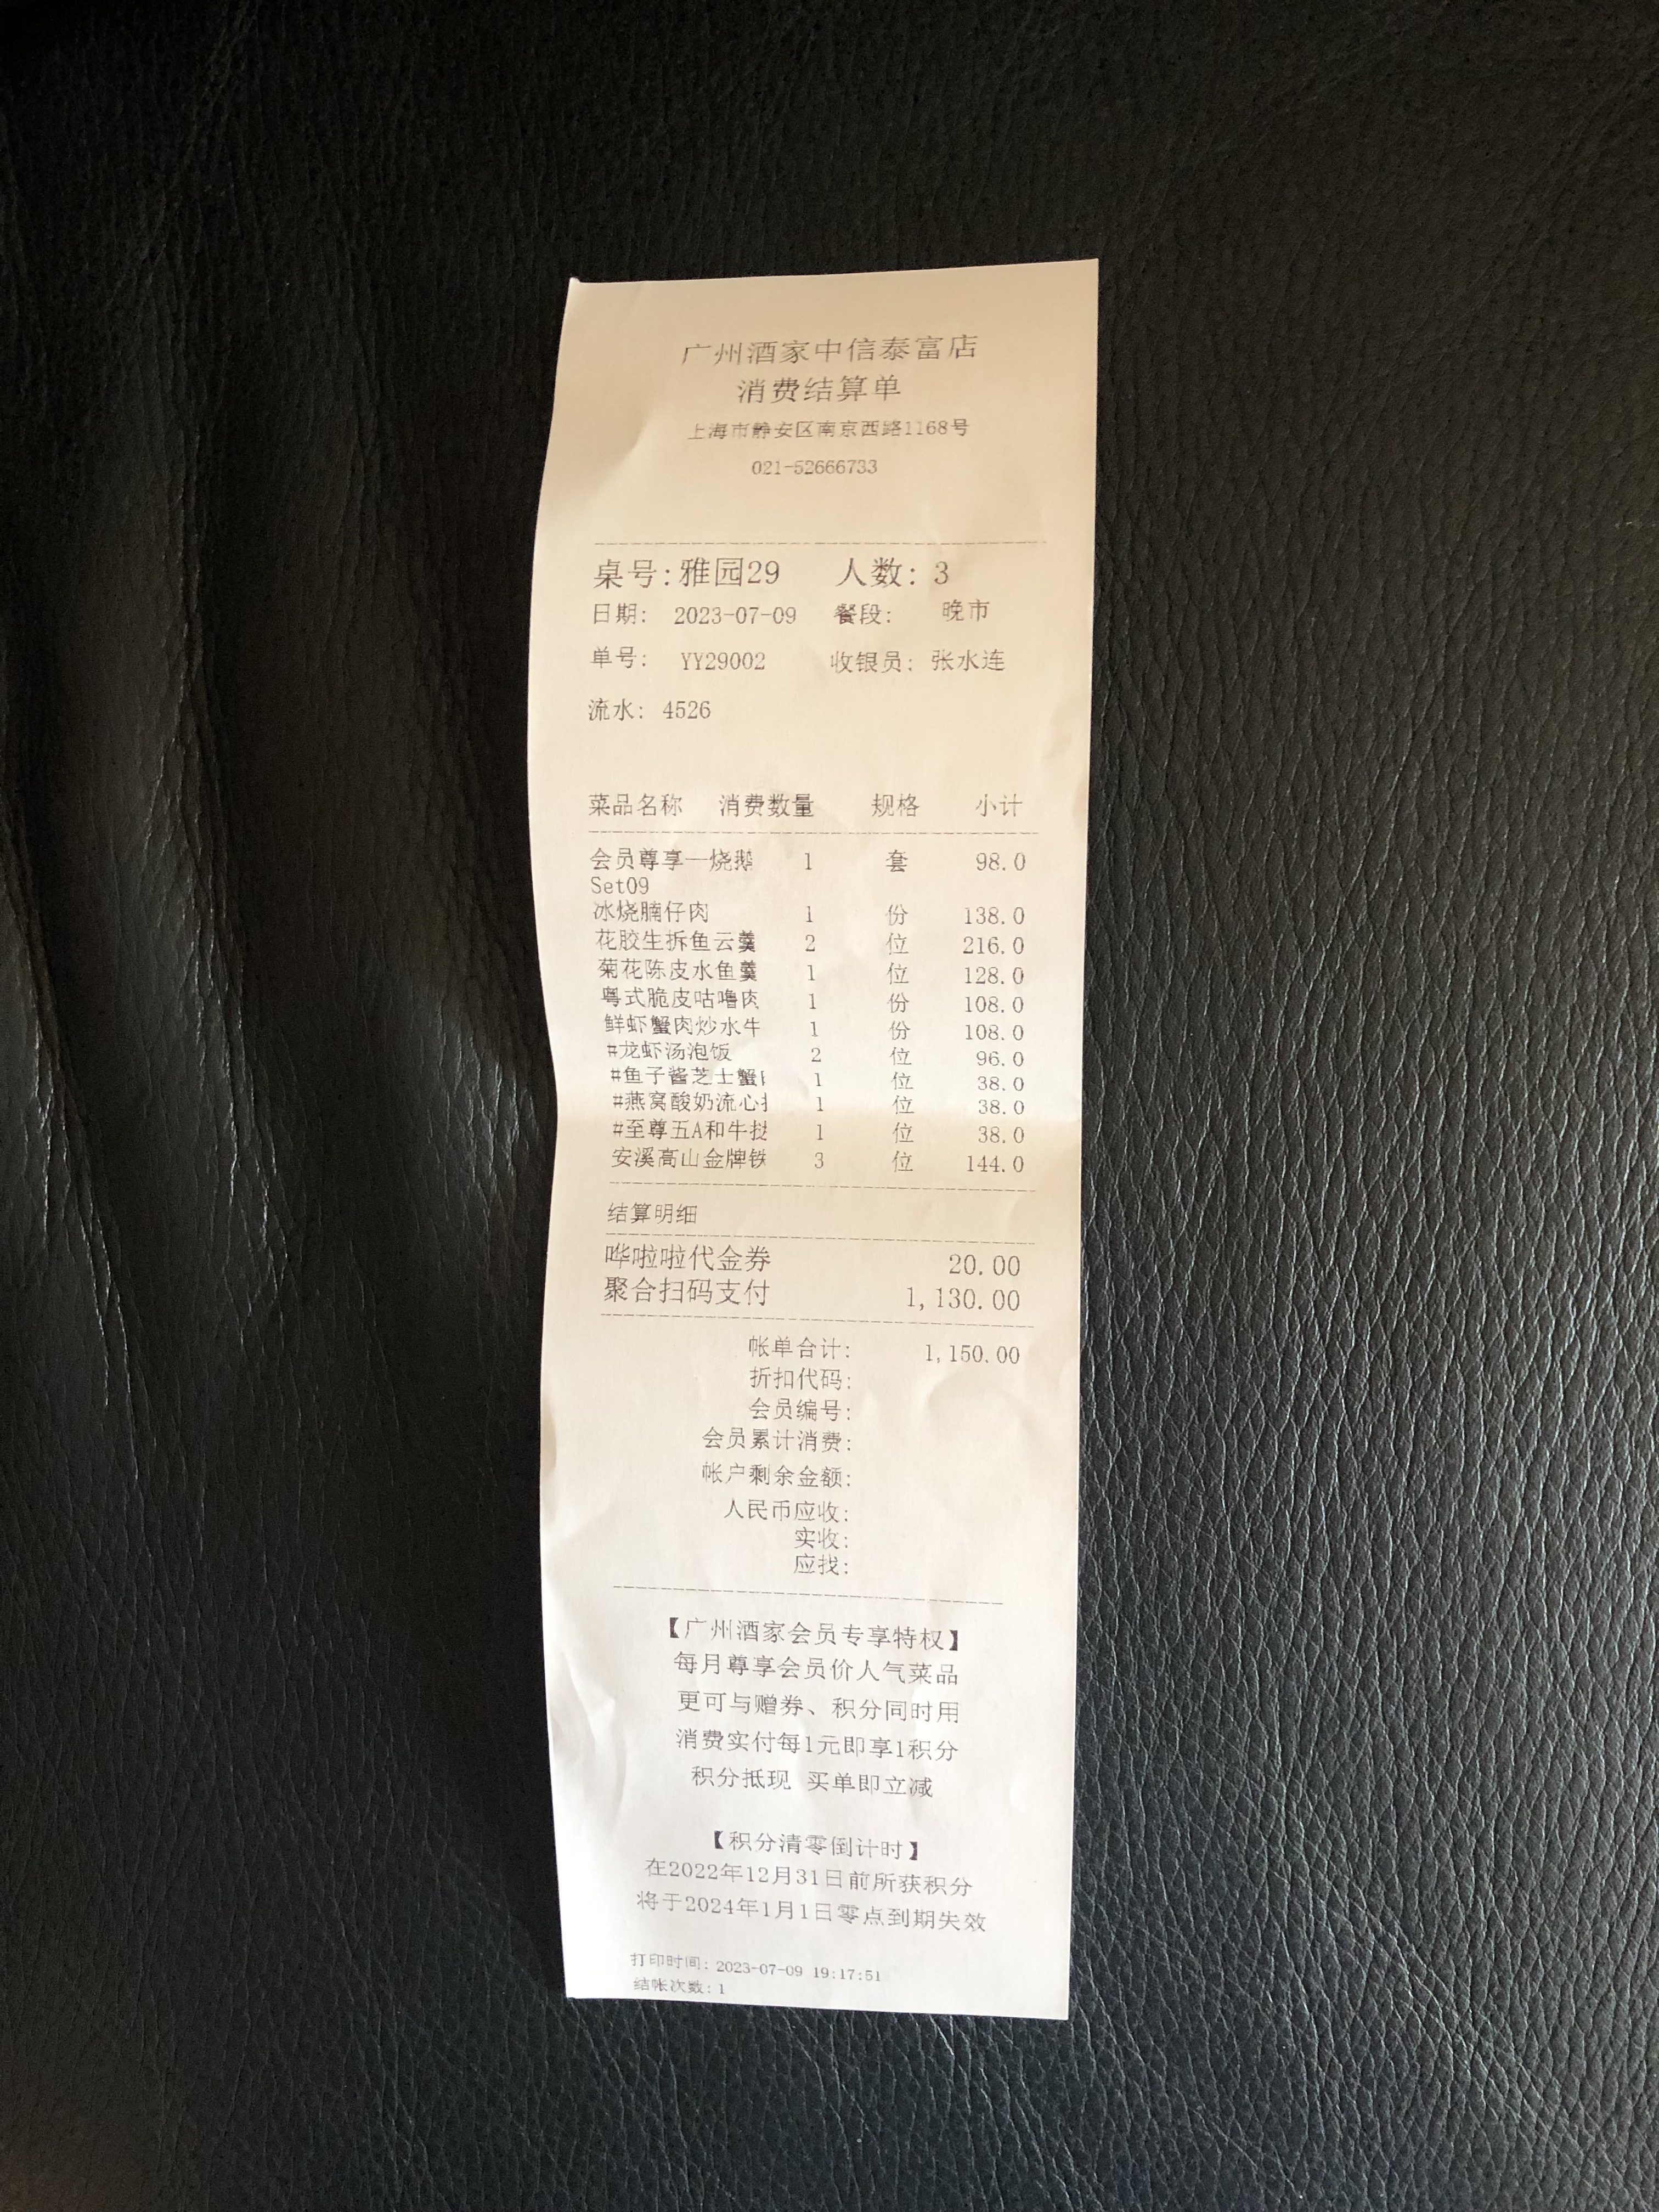 广州酒家中信泰富店
消费结算单
上海市静安区南京西路1168号
021-52666733
桌号:雅园29 人数: 3
日期: 2023-07-09 餐段: 晚市
单号: YY29002 收银员: 张水连
流水: 4526
菜品名称 消费数量 规格 小计
会员尊享一烧鹅 1 套 98.0
Set09
冰烧腩仔肉 1 份 138.0
花胶生拆鱼云羹 2 位 216.0
菊花陈皮水鱼羹 1 位 128.0
粤式脆皮咕噜肉 1 份 108.0
鲜虾蟹肉炒水牛 1 份 108.0
#龙虾汤泡饭 2 位 96.0
#鱼子酱芝士蟹 1 位 38.0
#燕窝酸奶流心 1 位 38.0
#至尊五A和牛挞 1 位 38.0
安溪高山金牌铁 3 位 144.0
结算明细
哗啦啦代金券 20.00
聚合扫码支付 1,130.00
帐单合计: 1,150.00
折扣代码:
会员编号:
会员累计消费:
帐户剩余金额:
人民币应收:
实收:
应找:
【广州酒家会员专享特权】
每月尊享会员价人气菜品
更可与赠券、积分同时用
消费实付每1元即享1积分
积分抵现 买单即立减
【积分清零倒计时】
在2022年12月31日前所获积分
将于2024年1月1日零点到期失效
打印时间: 2023-07-09 19:17:51
结帐次数: 1